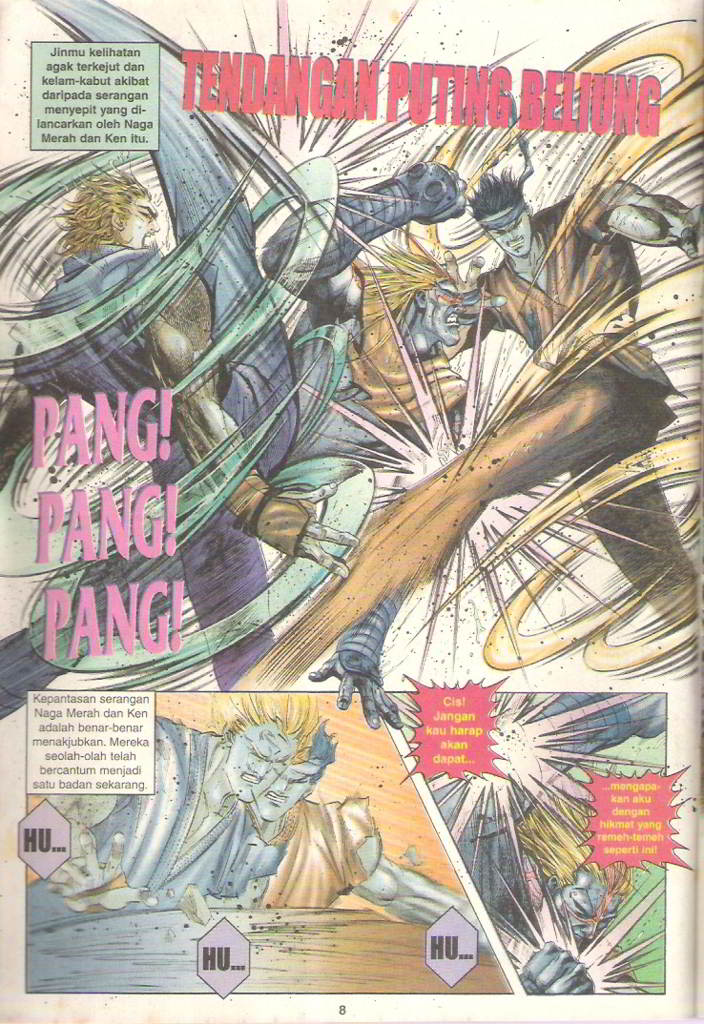 Jinmu kelihatan
agak terkejut dan
kelam-kabut akibat
daripada serangan
menyepit yang di-
lancarkan oleh Naga
Merah dan Ken itu.
TENDANGAN PUTING BELIUNG
PANG!
PANG!
PANG!
Kepantasan serangan
Naga Merah dan Ken
adalah benar-benar
menakjubkan. Mereka
seolah-olah telah
bercantum menjadi
satu badan sekarang.
HU...
HU...
HU...
Cis!
Jangan
kau harap
akan
dapat...
...mengapa-
kan aku
dengan
hikmat yang
remeh-temeh
seperti ini!
8